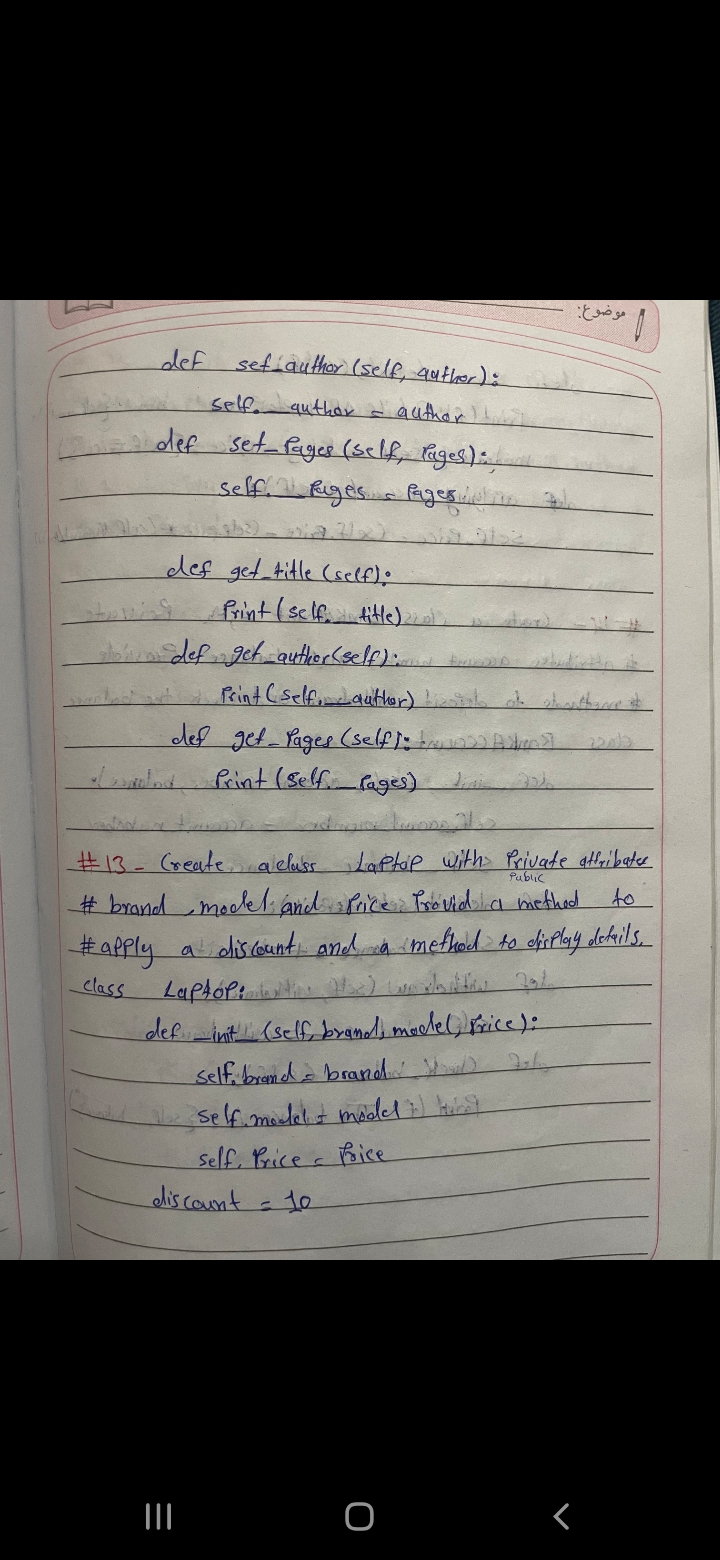 موضوع:
def set_author (self, author):
self.__author = author
def set_Pages (self, Pages):
self.__Pages = Pages
def get_title (self):
Print (self.__title)
def get_author (self):
Print (self.__author)
def get_Pages (self):
Print (self.__Pages)
#13- Create a class Laptop with Private attributes
Public
# brand, model and Price Provid a method to
# apply a discount and a method to display details.
class Laptop:
def __init__ (self, brand, model, Price):
self.brand = brand
self.model = model
self.Price = Price
discount = 10